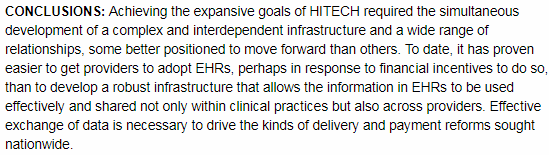 CONCLUSIONS: Achieving the expansive goals of HITECH required the simultaneous
development of a complex and interdependent infrastructure and a wide range of
relationships, some better positioned to move forward than others. To date, it has proven
easier to get providers to adopt EHRs, perhaps in response to financial incentives to do so,
than to develop a robust infrastructure that allows the information in EHRs to be used
effectively and shared not only within clinical practices but also across providers. Effective
exchange of data is necessary to drive the kinds of delivery and payment reforms sought
nationwide.